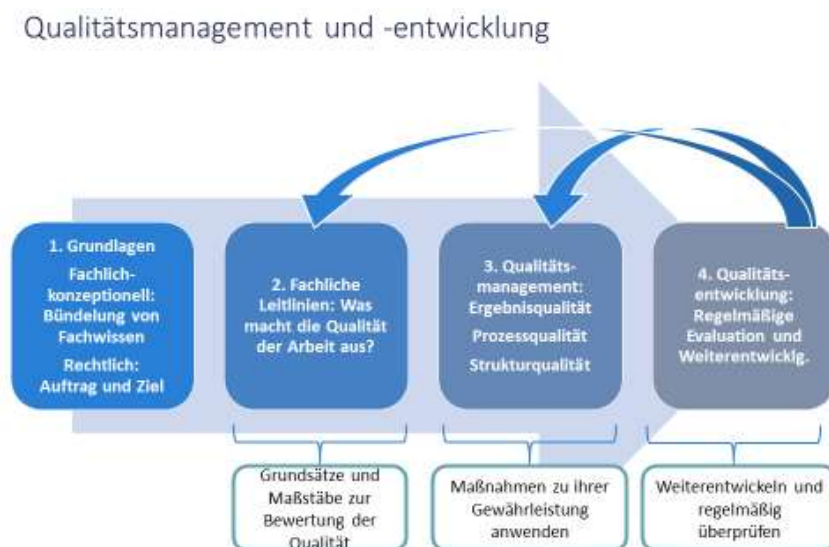 Qualitätsmanagement und -entwicklung
1. Grundlagen
Fachlich-
konzeptionell:
Bündelung von
Fachwissen
Rechtlich:
Auftrag und Ziel
2. Fachliche
Leitlinien: Was
macht die Qualität
der Arbeit aus?
3. Qualitäts-
management:
Ergebnisqualität
Prozessqualität
Strukturqualität
4. Qualitäts-
entwicklung:
Regelmäßige
Evaluation und
Weiterentwicklg.
Grundsätze und
Maßstäbe zur
Bewertung der
Qualität
Maßnahmen zu ihrer
Gewährleistung
anwenden
Weiterentwickeln und
regelmäßig
überprüfen